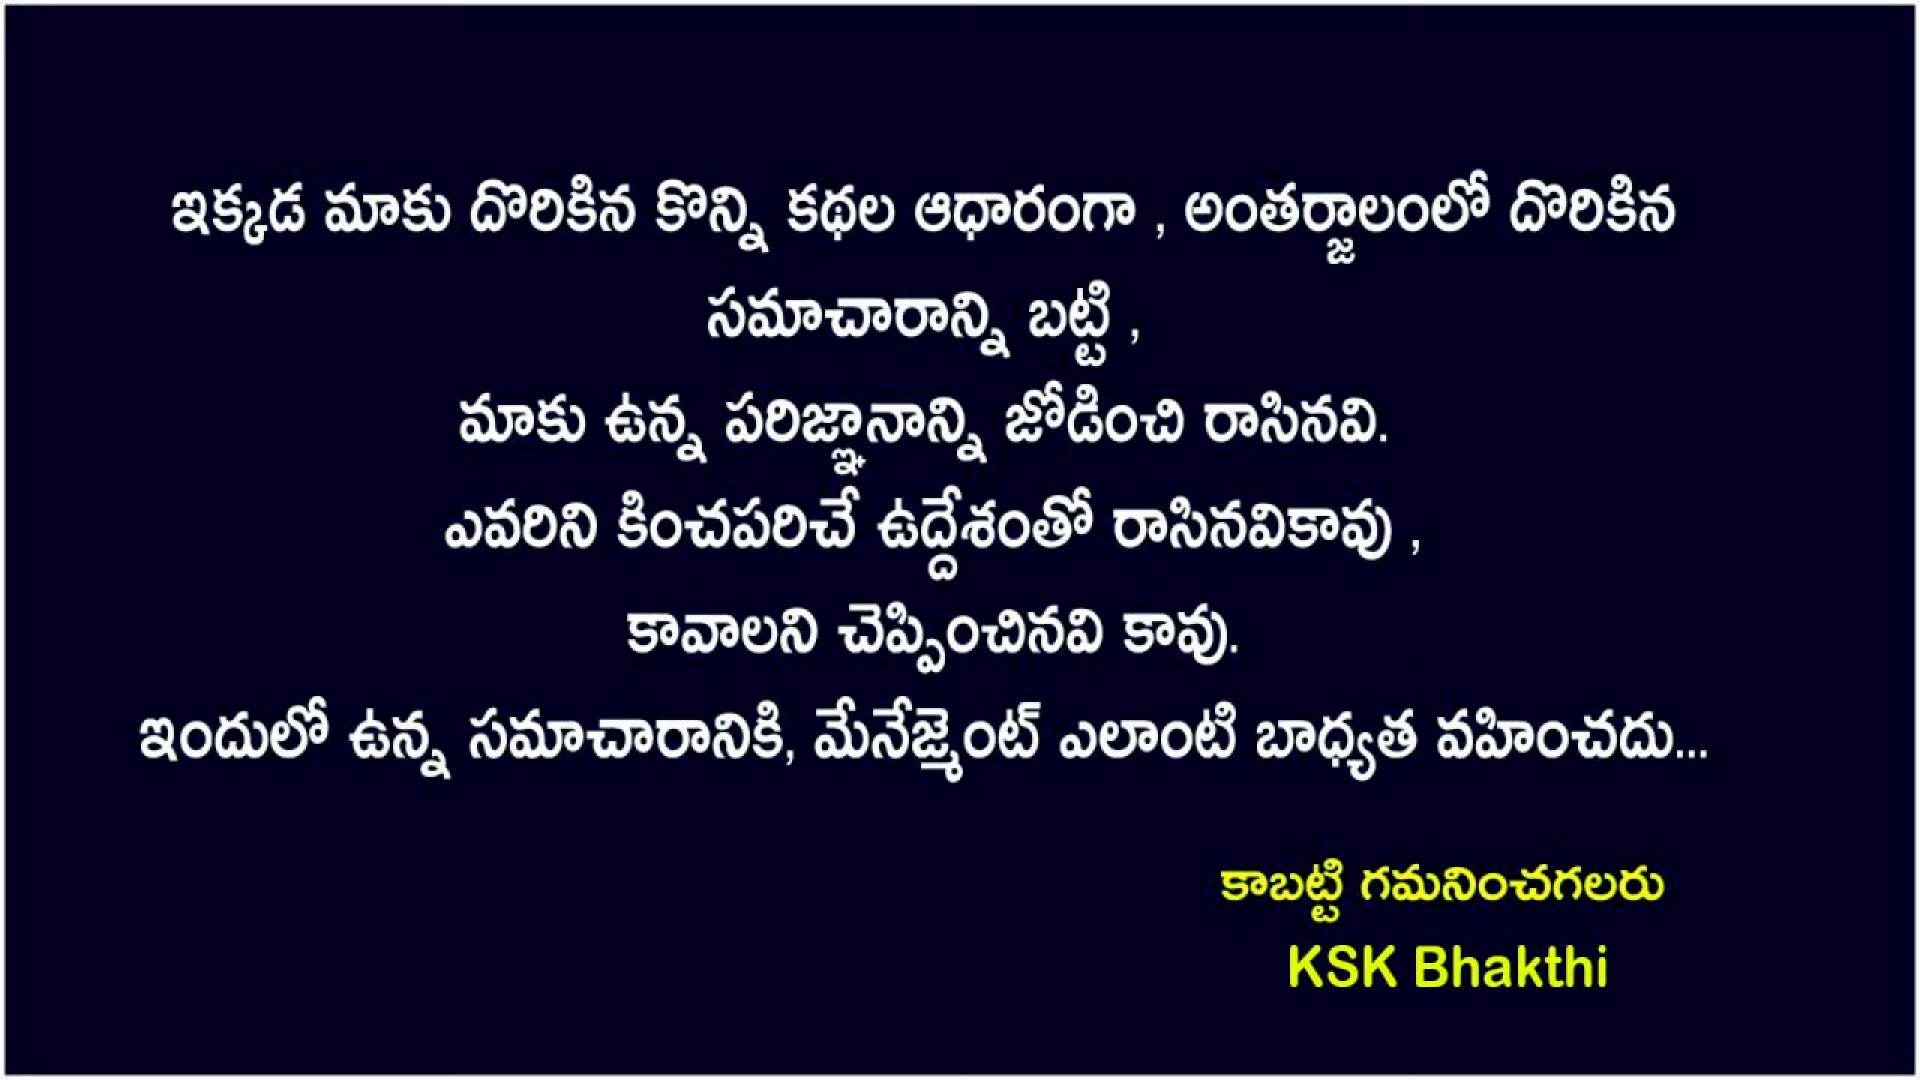 ఇక్కడ మాకు దొరికిన కొన్ని కథల ఆధారంగా , అంతర్జాలంలో దొరికిన
సమాచారాన్ని బట్టి ,
మాకు ఉన్న పరిజ్ఞానాన్ని జోడించి రాసినవి.
ఎవరిని కించపరిచే ఉద్దేశంతో రాసినవికావు ,
కావాలని చెప్పించినవి కావు.
ఇందులో ఉన్న సమాచారానికి, మేనేజ్మెంట్ ఎలాంటి బాధ్యత వహించదు...
కాబట్టి గమనించగలరు
KSK Bhakthi